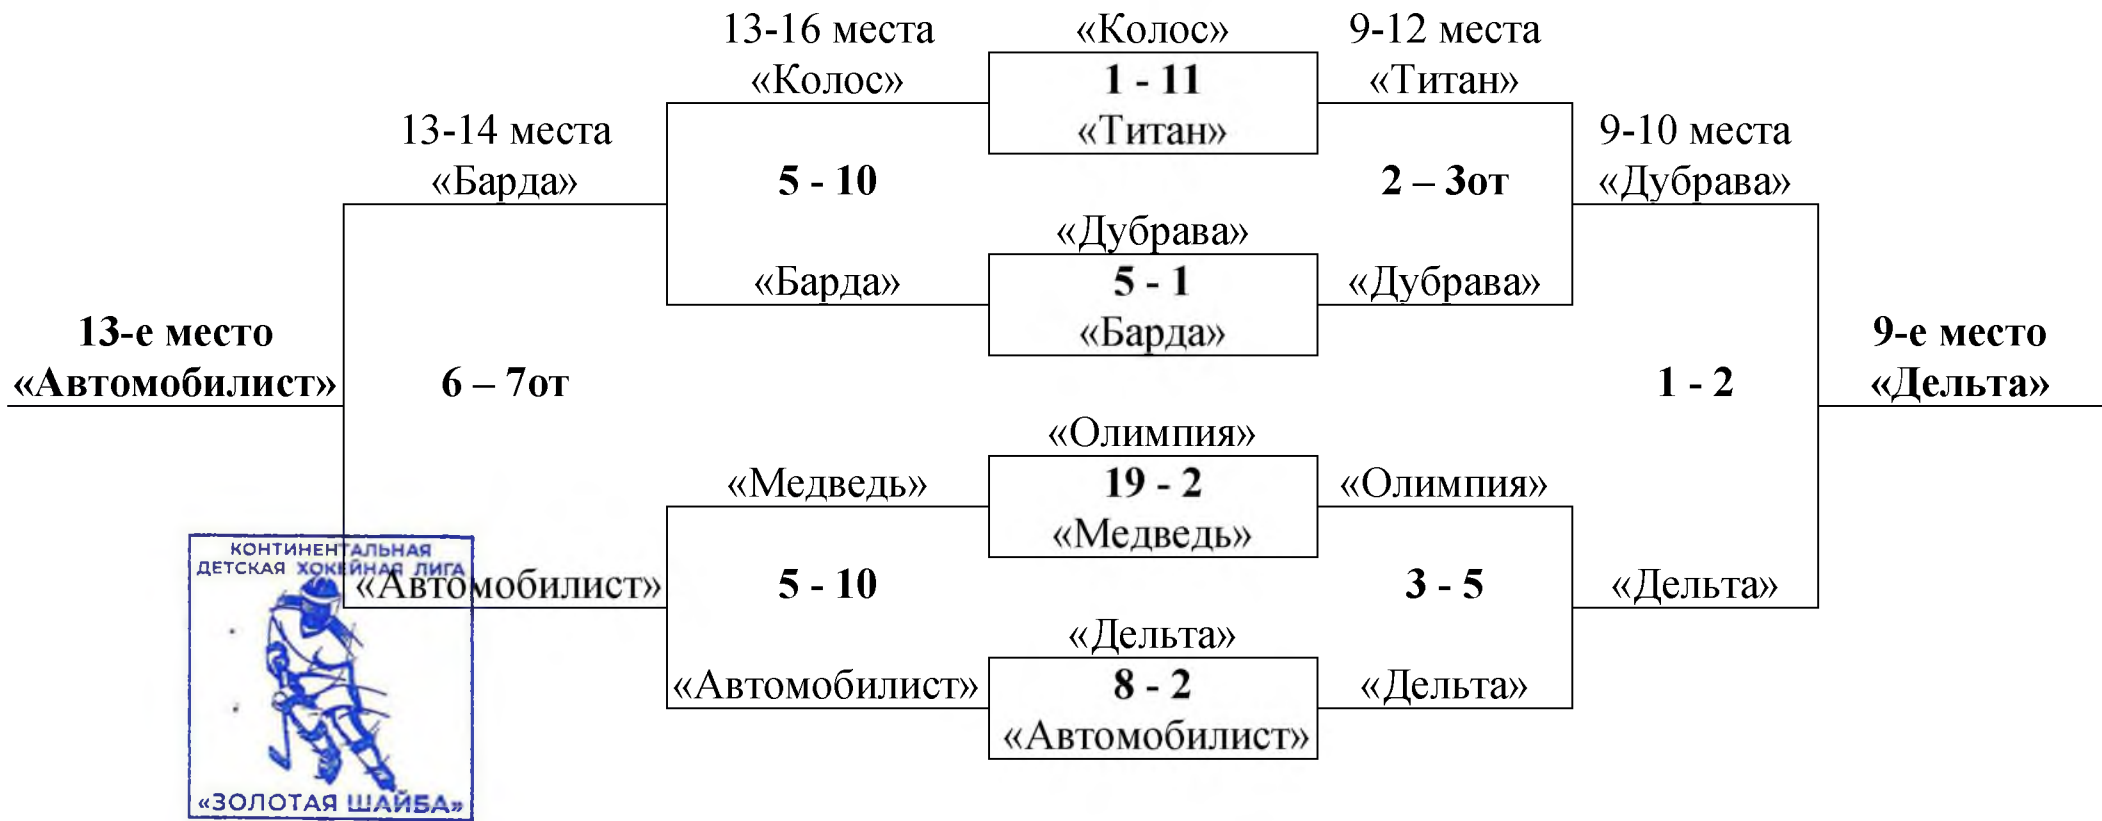 13-16 места
«Колос»
9-12 места
«Колос»
1 - 11
«Титан»
«Титан»
13-14 места
9-10 места
«Барда»
5 - 10
2 – 3от
«Дубрава»
«Дубрава»
«Барда»
5 - 1
«Дубрава»
«Барда»
13-е место
9-е место
«Автомобилист»
6 – 7от
1 - 2
«Дельта»
«Олимпия»
«Медведь»
19 - 2
«Олимпия»
«Медведь»
КОНТИНЕНТАЛЬНАЯ
ДЕТСКАЯ ХОКЕЙНАЯ ЛИГА
«Автомобилист»
5 - 10
3 - 5
«Дельта»
«Дельта»
«Автомобилист»
8 - 2
«Дельта»
«Автомобилист»
«ЗОЛОТАЯ ШАЙБА»